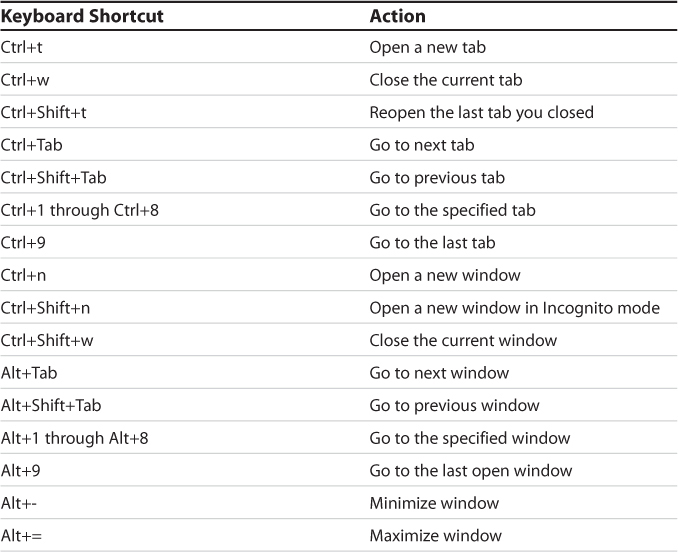 Keyboard Shortcut Action
Ctrl+t Open a new tab
Ctrl+w Close the current tab
Ctrl+Shift+t Reopen the last tab you closed
Ctrl+Tab Go to next tab
Ctrl+Shift+Tab Go to previous tab
Ctrl+1 through Ctrl+8 Go to the specified tab
Ctrl+9 Go to the last tab
Ctrl+n Open a new window
Ctrl+Shift+n Open a new window in Incognito mode
Ctrl+Shift+w Close the current window
Alt+Tab Go to next window
Alt+Shift+Tab Go to previous window
Alt+1 through Alt+8 Go to the specified window
Alt+9 Go to the last open window
Alt+- Minimize window
Alt+= Maximize window